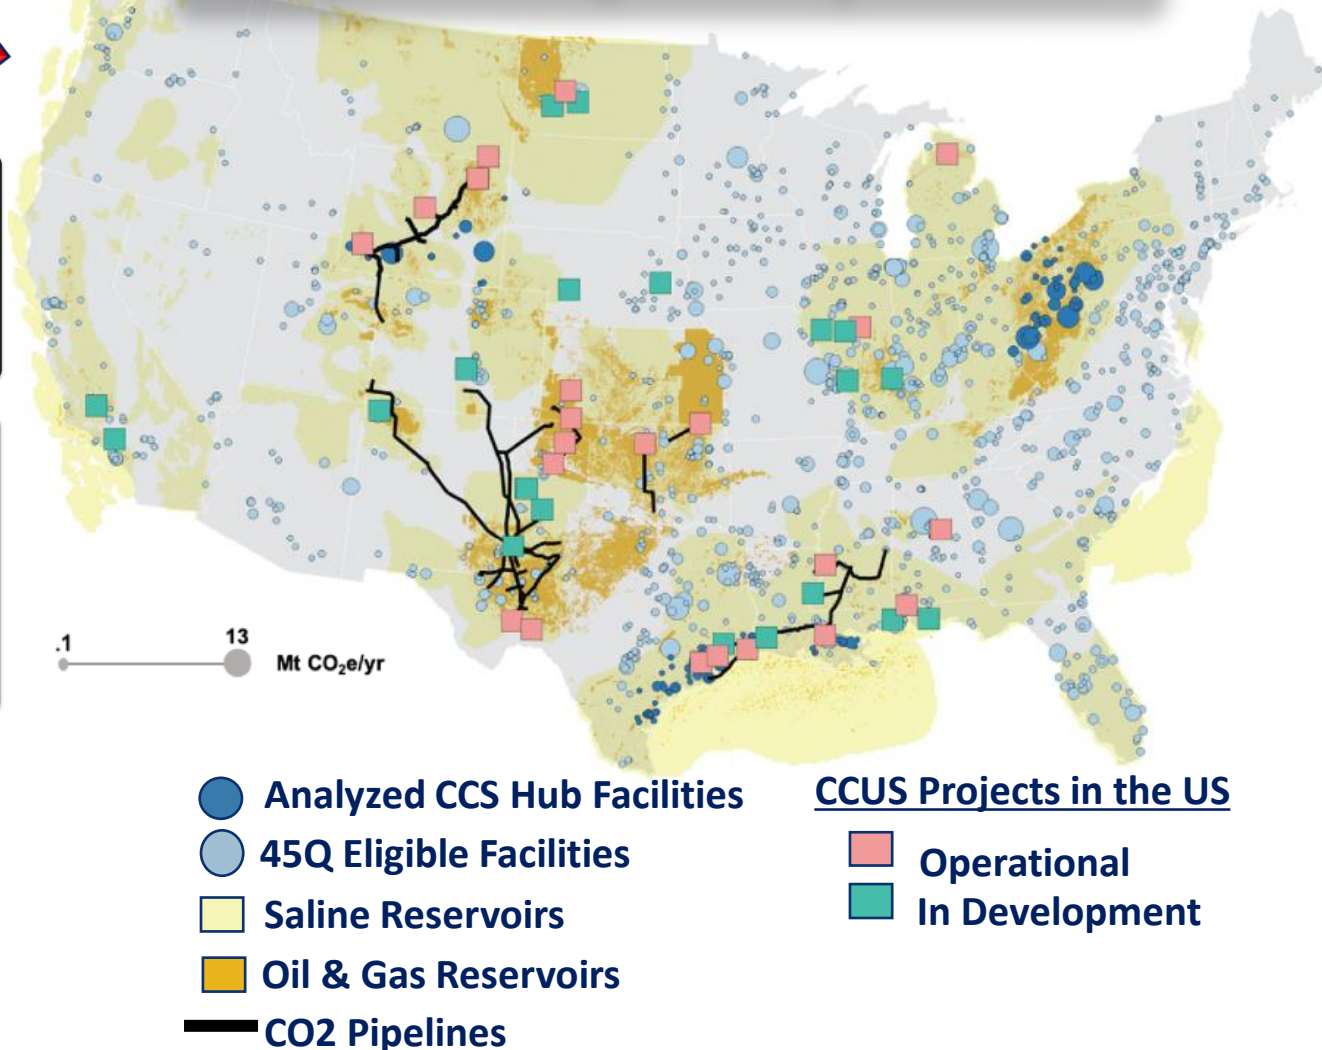 .1
13
Mt CO₂e/yr
Analyzed CCS Hub Facilities
45Q Eligible Facilities
Saline Reservoirs
Oil & Gas Reservoirs
CO2 Pipelines
CCUS Projects in the US
Operational
In Development